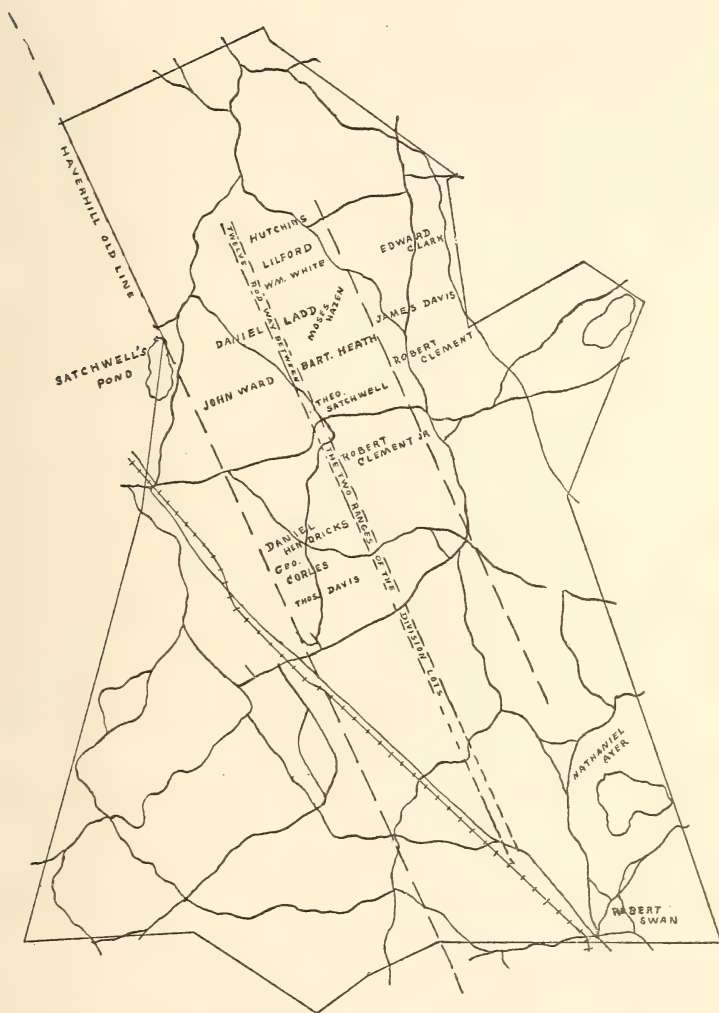 HAVERHILL OLD LINE
TWELVE ROD WAY BETWEEN THE TWO RANGES OF THE DIVISION LOTS
HUTCHINS
LILFORD
WM. WHITE
EDWARD
CLARK
DANIEL LADD
MOSES
HAZEN
JAMES DAVIS
SATCHWELL'S
POND
BART. HEATH
ROBERT
CLEMENT
JOHN WARD
THEO.
SATCHWELL
ROBERT
CLEMENT JR
DANIEL
HENDRICKS
GEO.
CORLES
THOS. DAVIS
NATHANIEL
AYER
ROBERT
SWAN